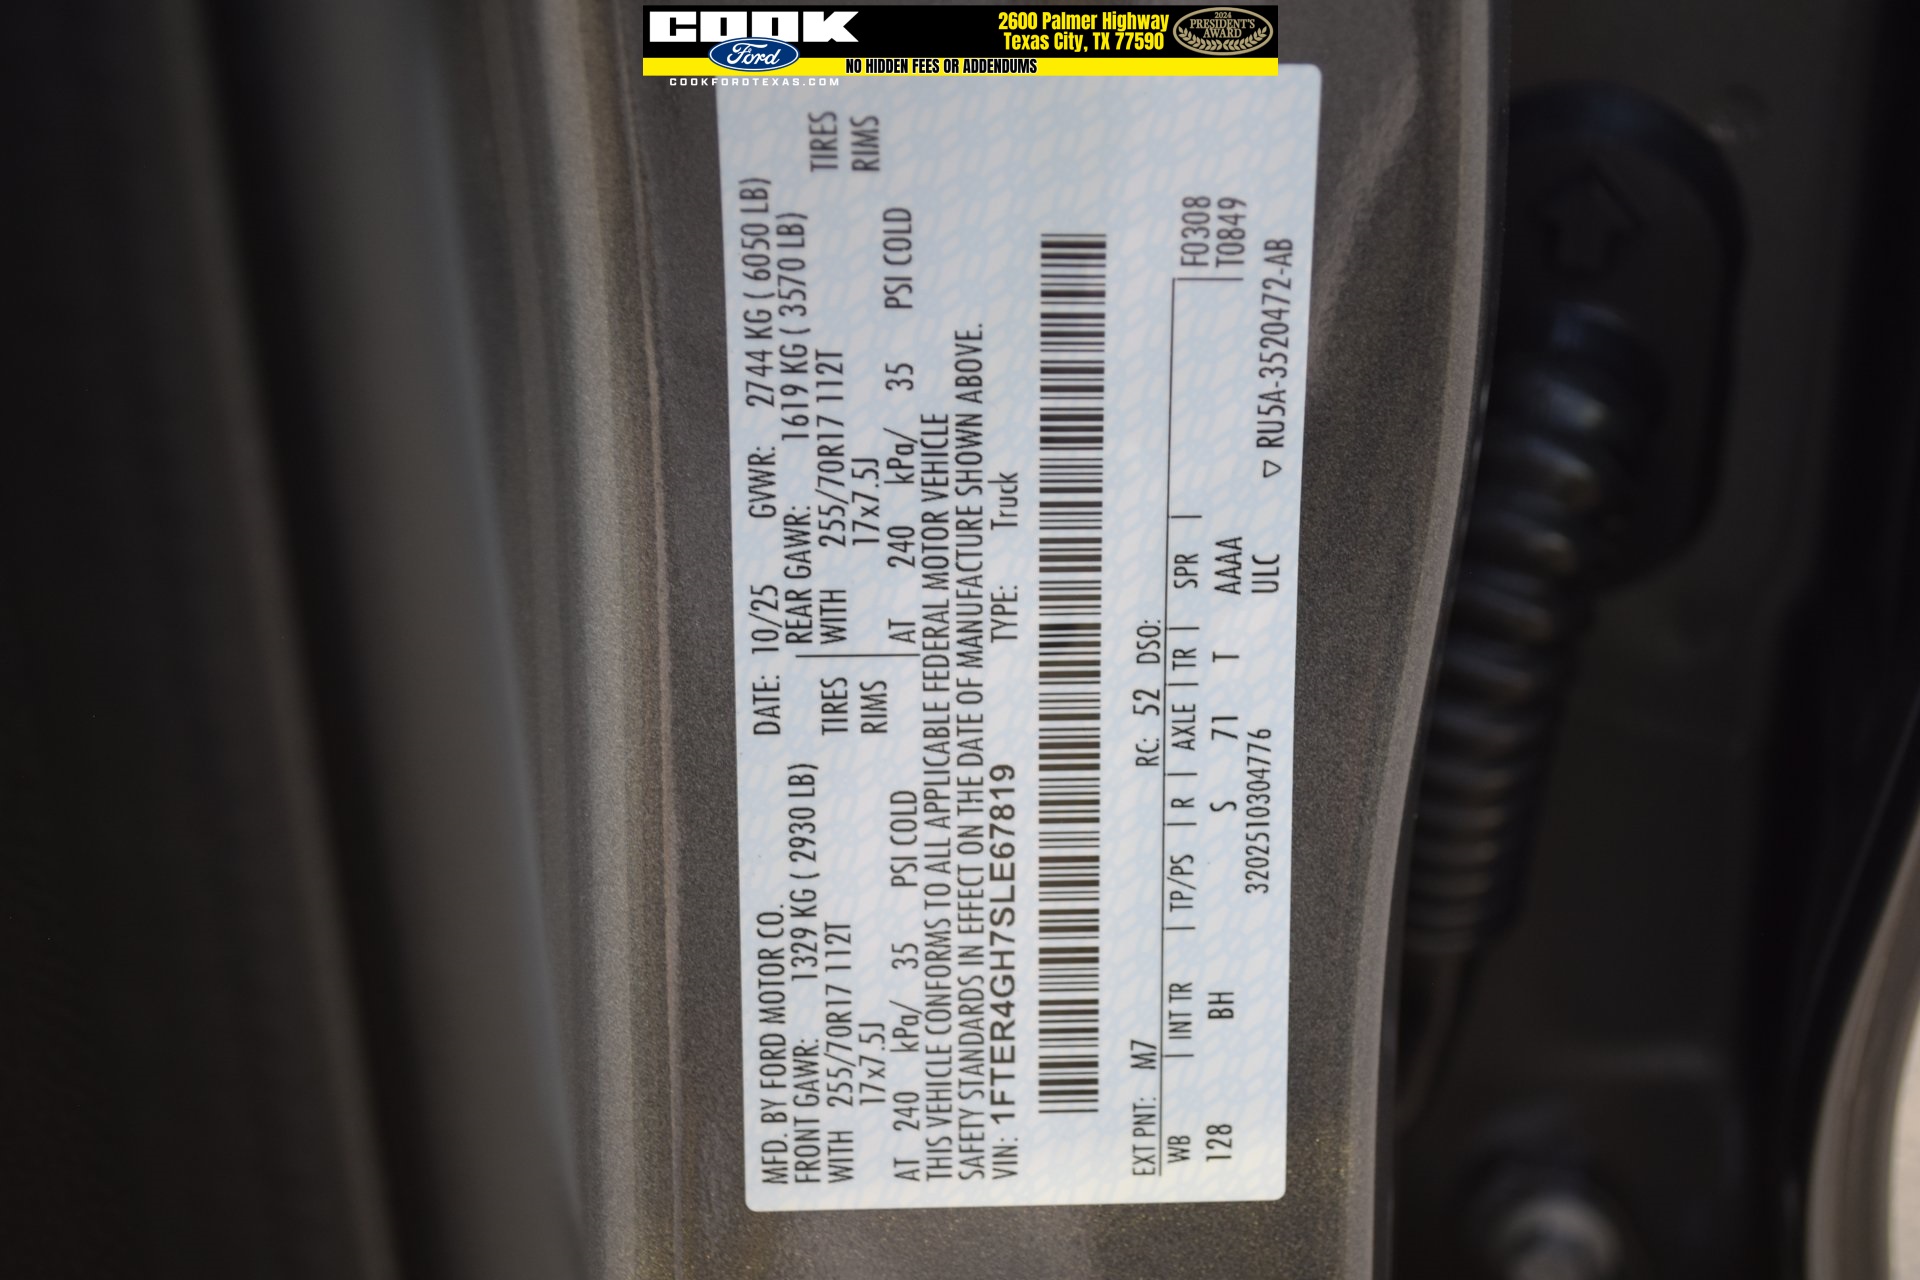 COOK
Ford
COOKFORDTEXAS.COM
2600 Palmer Highway
Texas City, TX 77590
2024
PRESIDENT'S
AWARD
NO HIDDEN FEES OR ADDENDUMS
MFD. BY FORD MOTOR CO. DATE: 10/25 GVWR: 2744 KG ( 6050 LB)
FRONT GAWR: 1329 KG ( 2930 LB) REAR GAWR: 1619 KG ( 3570 LB)
WITH 255/70R17 112T TIRES WITH 255/70R17 112T TIRES
17x7.5J RIMS 17x7.5J RIMS
AT 240 kPa/ 35 PSI COLD AT 240 kPa/ 35 PSI COLD
THIS VEHICLE CONFORMS TO ALL APPLICABLE FEDERAL MOTOR VEHICLE
SAFETY STANDARDS IN EFFECT ON THE DATE OF MANUFACTURE SHOWN ABOVE.
VIN: 1FTER4GH7SLE67819 TYPE: Truck
EXT PNT: M7 RC: 52 DSO:
WB | INT TR | TP/PS | R | AXLE | TR | SPR | F0308
128 BH S 71 T AAAA T0849
3202510304776 ULC ▽ RU5A-3520472-AB